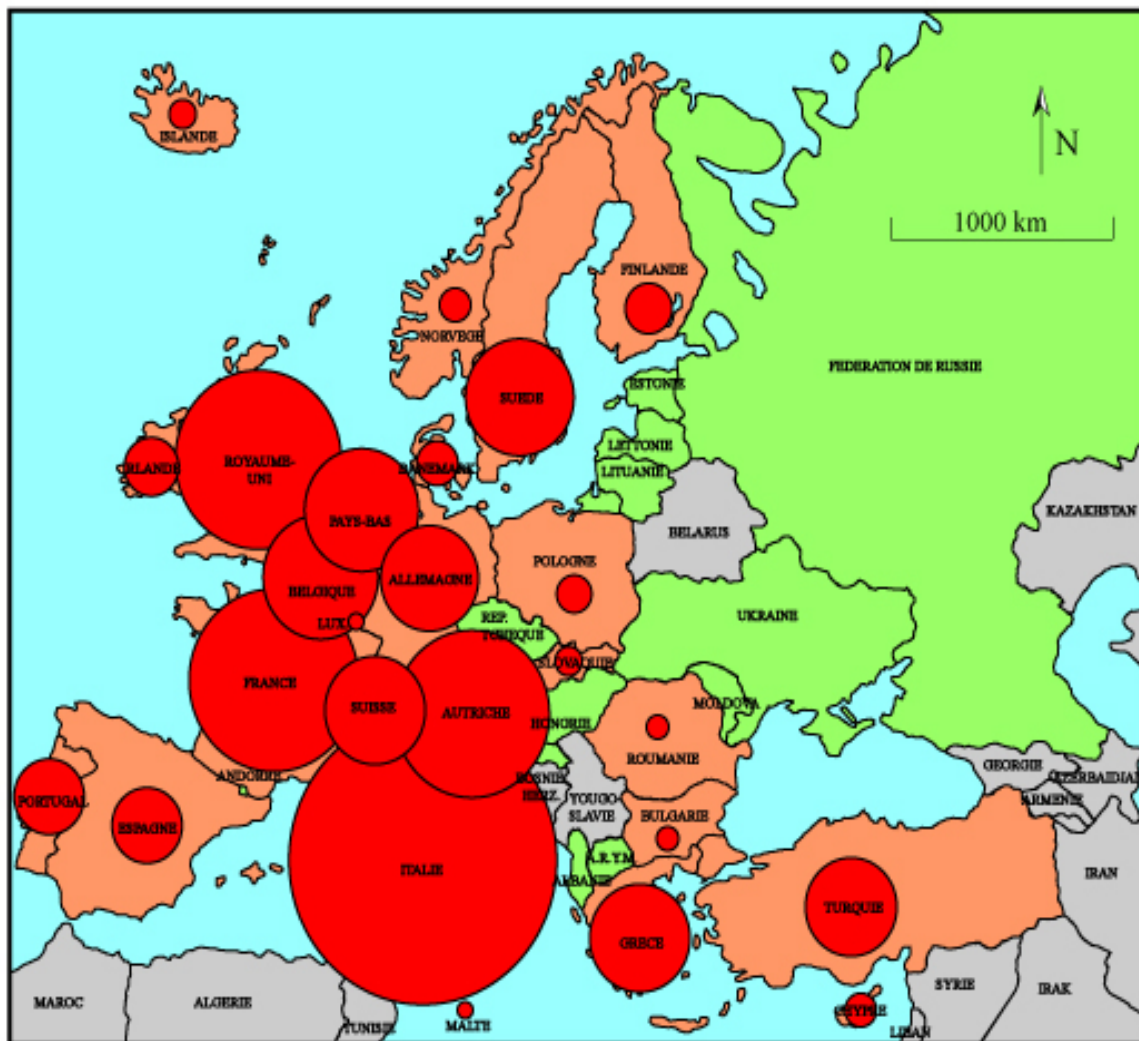 ISLANDE
N
1000 km
FINLANDE
NORVEGE
FEDERATION DE RUSSIE
ESTONIE
SUEDE
LETTONIE
LITUANIE
IRLANDE
ROYAUME-
UNI
DANEMARK
KAZAKHSTAN
PAYS-BAS
BELARUS
POLOGNE
ALLEMAGNE
BELGIQUE
UKRAINE
LUX.
REP.
TCHEQUE
SLOVAQUIE
FRANCE
SUISSE
AUTRICHE
MOLDOVA
HONGRIE
ROUMANIE
GEORGIE
ANDORRE
BOSNIE
HERZ.
AZERBAIDJAN
PORTUGAL
YOUGO-
SLAVIE
ARMENIE
ESPAGNE
BULGARIE
A.R.Y.M
ITALIE
ALBANIE
IRAN
TURQUIE
GRECE
SYRIE
IRAK
MAROC
ALGERIE
CHYPRE
TUNISIE
MALTE
LIBAN